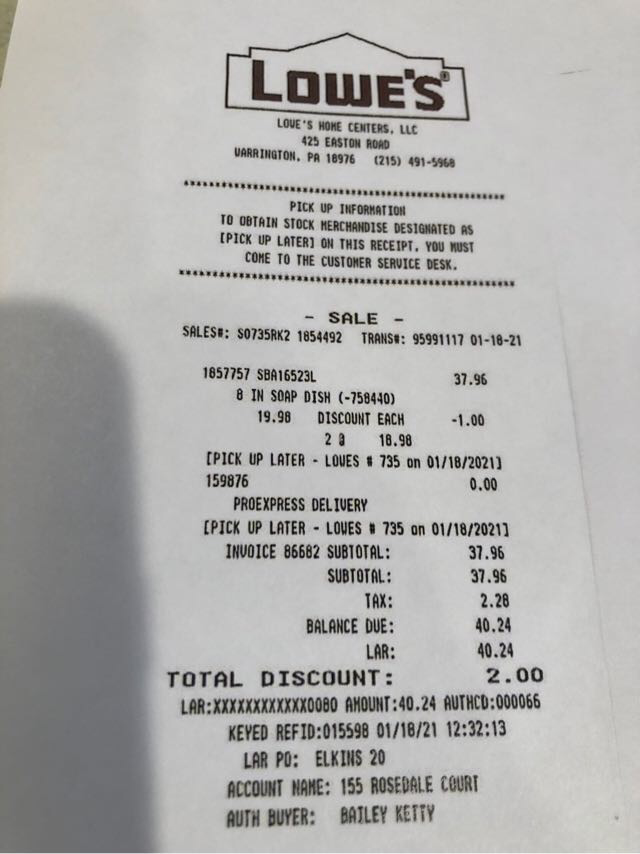 LOWE'S®
LOWE'S HOME CENTERS, LLC
425 EASTON ROAD
WARRINGTON, PA 18976 (215) 491-5968
PICK UP INFORMATION
TO OBTAIN STOCK MERCHANDISE DESIGNATED AS
[PICK UP LATER] ON THIS RECEIPT, YOU MUST
COME TO THE CUSTOMER SERVICE DESK.
- SALE -
SALES#: S0735RK2 1854492 TRANS#: 95991117 01-18-21
1857757 SBA16523L 37.96
8 IN SOAP DISH (-758440)
19.98 DISCOUNT EACH -1.00
2 @ 18.98
[PICK UP LATER - LOWES # 735 on 01/18/2021]
159876 0.00
PROEXPRESS DELIVERY
[PICK UP LATER - LOWES # 735 on 01/18/2021]
INVOICE 86682 SUBTOTAL: 37.96
SUBTOTAL: 37.96
TAX: 2.28
BALANCE DUE: 40.24
LAR: 40.24
TOTAL DISCOUNT: 2.00
LAR:XXXXXXXXXXXX0080 AMOUNT:40.24 AUTHCD:000066
KEYED REFID:015598 01/18/21 12:32:13
LAR PO: ELKINS 20
ACCOUNT NAME: 155 ROSEDALE COURT
AUTH BUYER: BAILEY KETTY